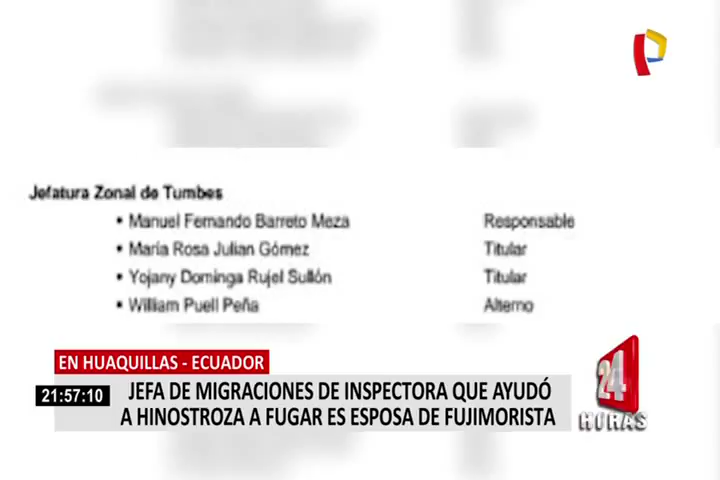 Jefatura Zonal de Tumbes
• Manuel Fernando Barreto Meza Responsable
• María Rosa Julian Gómez Titular
• Yojany Dominga Rujel Sullón Titular
• William Puell Peña Alterno
EN HUAQUILLAS - ECUADOR
21:57:10
JEFA DE MIGRACIONES DE INSPECTORA QUE AYUDÓ
A HINOSTROZA A FUGAR ES ESPOSA DE FUJIMORISTA
24
HORAS